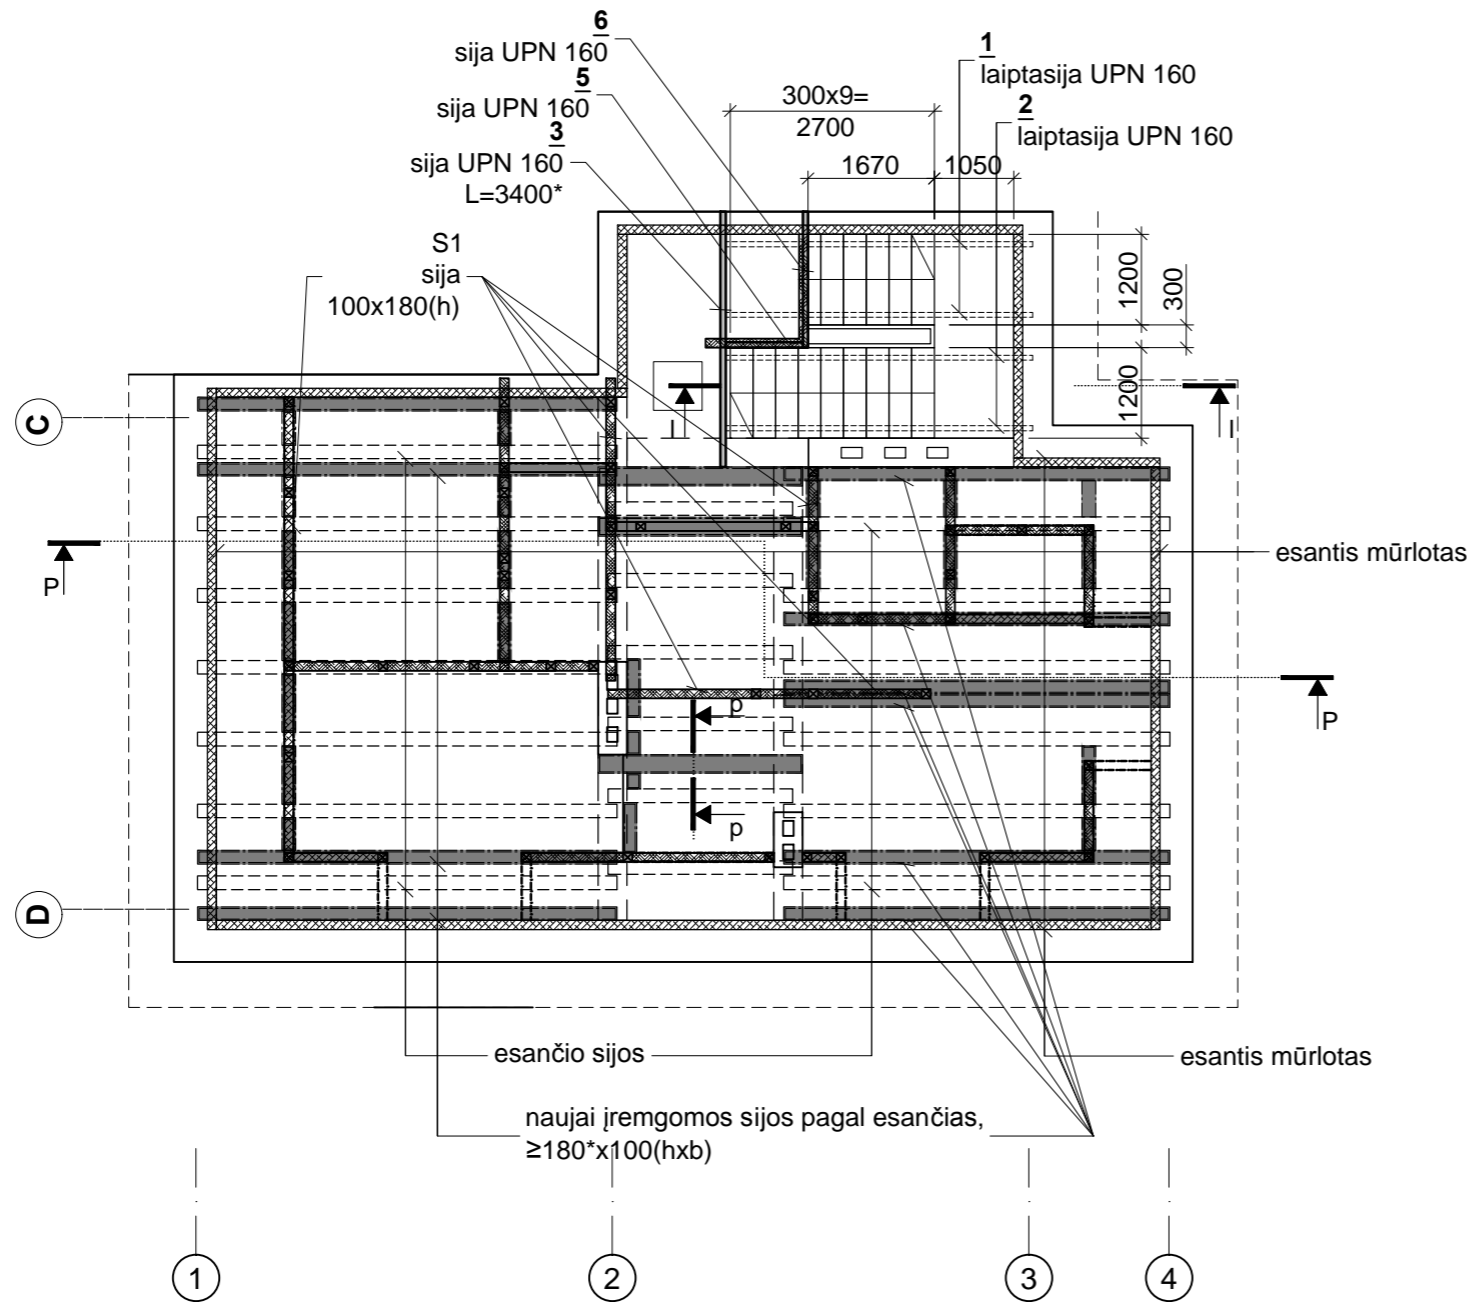 6
sija UPN 160
5
sija UPN 160
3
sija UPN 160
L=3400*
1
laiptasija UPN 160
2
laiptasija UPN 160
300x9=
2700
1670
1050
S1
sija
100x180(h)
1200
300
1200
I
I
C
P
esantis mūrlotas
P
p
p
D
esančio sijos
esantis mūrlotas
naujai įremgomos sijos pagal esančias,
≥180*x100(hxb)
1
2
3
4